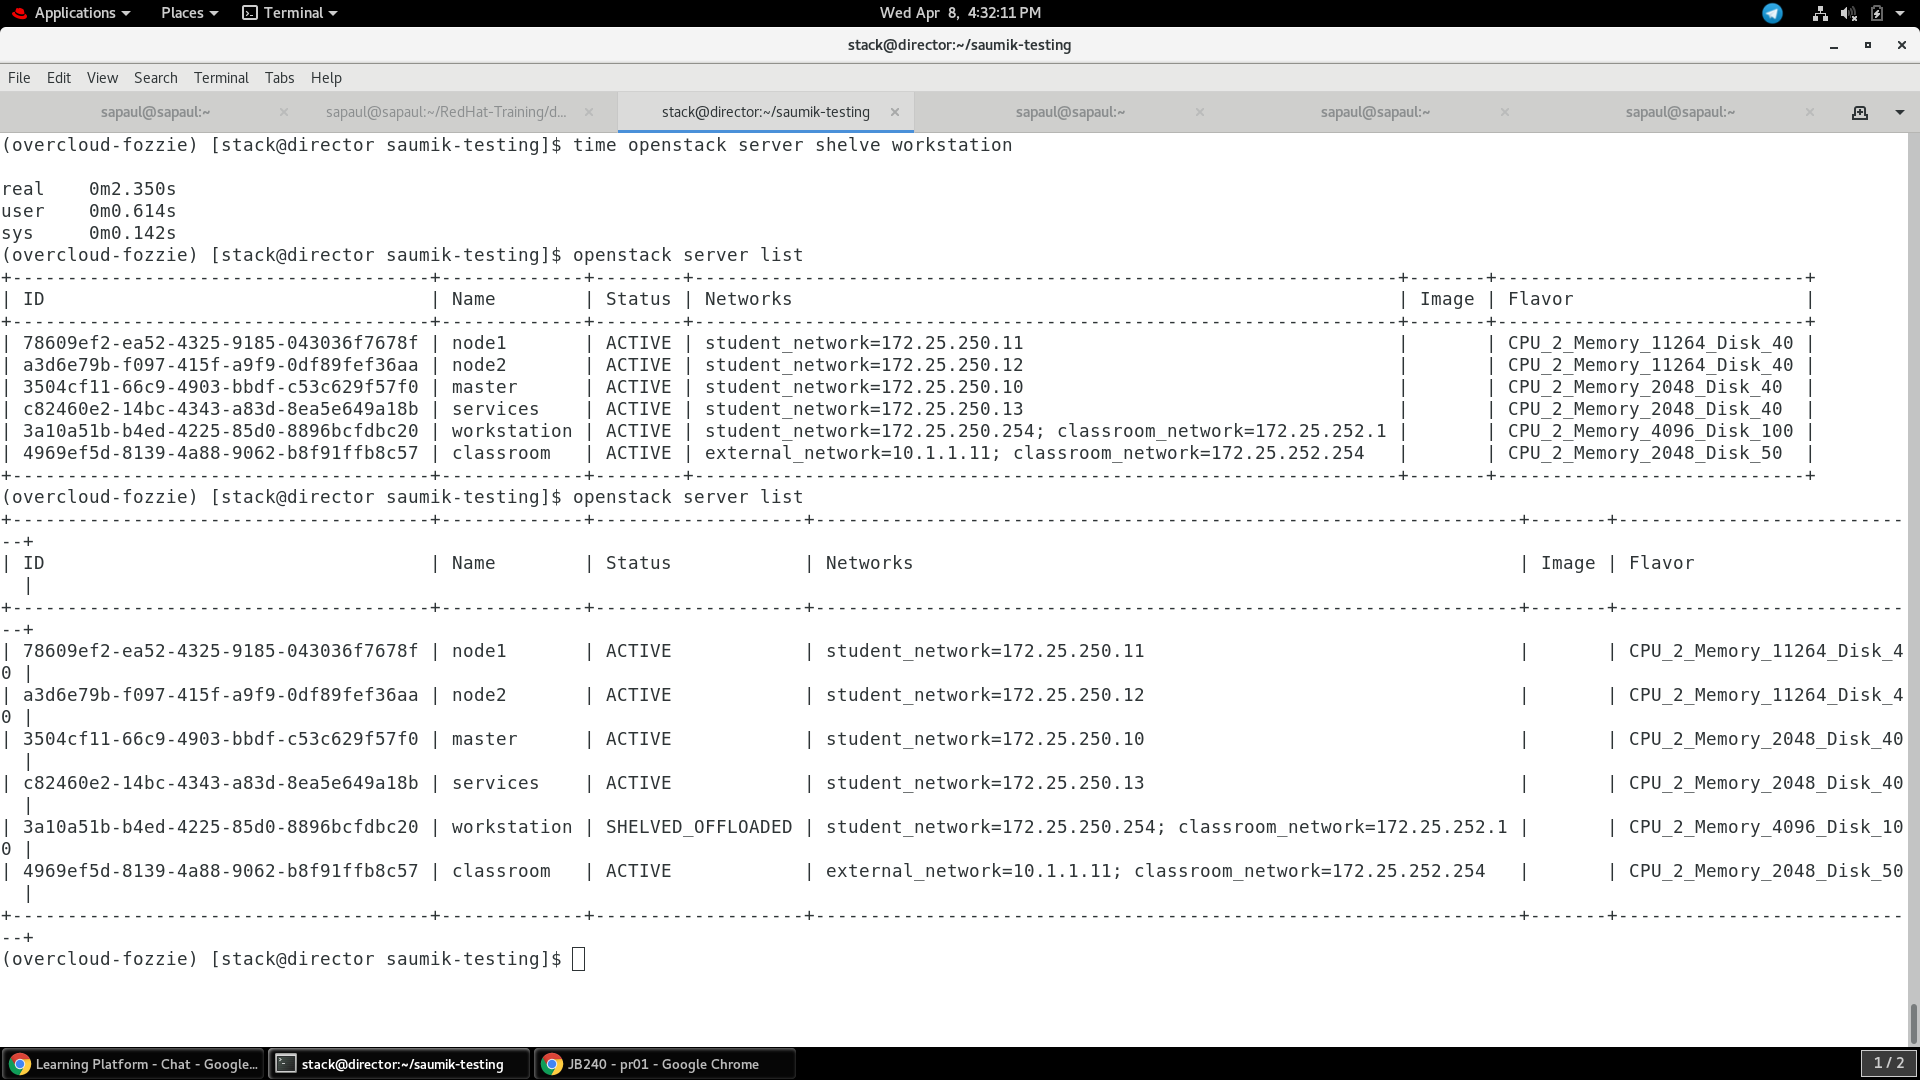 Applications Places Terminal Wed Apr  8,  4:32:11 PM
stack@director:~/saumik-testing
File Edit View Search Terminal Tabs Help
sapaul@sapaul:~ sapaul@sapaul:~/RedHat-Training/d... stack@director:~/saumik-testing sapaul@sapaul:~ sapaul@sapaul:~ sapaul@sapaul:~
(overcloud-fozzie) [stack@director saumik-testing]$ time openstack server shelve workstation
real    0m2.350s
user    0m0.614s
sys     0m0.142s
(overcloud-fozzie) [stack@director saumik-testing]$ openstack server list
+--------------------------------------+-------------+--------+----------------------------------------------------------------+-------+----------------------------+
| ID                                   | Name        | Status | Networks                                                       | Image | Flavor                     |
+--------------------------------------+-------------+--------+----------------------------------------------------------------+-------+----------------------------+
| 78609ef2-ea52-4325-9185-043036f7678f | node1       | ACTIVE | student_network=172.25.250.11                                  |       | CPU_2_Memory_11264_Disk_40 |
| a3d6e79b-f097-415f-a9f9-0df89fef36aa | node2       | ACTIVE | student_network=172.25.250.12                                  |       | CPU_2_Memory_11264_Disk_40 |
| 3504cf11-66c9-4903-bbdf-c53c629f57f0 | master      | ACTIVE | student_network=172.25.250.10                                  |       | CPU_2_Memory_2048_Disk_40  |
| c82460e2-14bc-4343-a83d-8ea5e649a18b | services    | ACTIVE | student_network=172.25.250.13                                  |       | CPU_2_Memory_2048_Disk_40  |
| 3a10a51b-b4ed-4225-85d0-8896bcfdbc20 | workstation | ACTIVE | student_network=172.25.250.254; classroom_network=172.25.252.1 |       | CPU_2_Memory_4096_Disk_100 |
| 4969ef5d-8139-4a88-9062-b8f91ffb8c57 | classroom   | ACTIVE | external_network=10.1.1.11; classroom_network=172.25.252.254   |       | CPU_2_Memory_2048_Disk_50  |
+--------------------------------------+-------------+--------+----------------------------------------------------------------+-------+----------------------------+
(overcloud-fozzie) [stack@director saumik-testing]$ openstack server list
+--------------------------------------+-------------+-------------------+----------------------------------------------------------------+-------+--------------------------
--+
| ID                                   | Name        | Status            | Networks                                                       | Image | Flavor
  |
+--------------------------------------+-------------+-------------------+----------------------------------------------------------------+-------+--------------------------
--+
| 78609ef2-ea52-4325-9185-043036f7678f | node1       | ACTIVE            | student_network=172.25.250.11                                  |       | CPU_2_Memory_11264_Disk_4
0 |
| a3d6e79b-f097-415f-a9f9-0df89fef36aa | node2       | ACTIVE            | student_network=172.25.250.12                                  |       | CPU_2_Memory_11264_Disk_4
0 |
| 3504cf11-66c9-4903-bbdf-c53c629f57f0 | master      | ACTIVE            | student_network=172.25.250.10                                  |       | CPU_2_Memory_2048_Disk_40
  |
| c82460e2-14bc-4343-a83d-8ea5e649a18b | services    | ACTIVE            | student_network=172.25.250.13                                  |       | CPU_2_Memory_2048_Disk_40
  |
| 3a10a51b-b4ed-4225-85d0-8896bcfdbc20 | workstation | SHELVED_OFFLOADED | student_network=172.25.250.254; classroom_network=172.25.252.1 |       | CPU_2_Memory_4096_Disk_10
0 |
| 4969ef5d-8139-4a88-9062-b8f91ffb8c57 | classroom   | ACTIVE            | external_network=10.1.1.11; classroom_network=172.25.252.254   |       | CPU_2_Memory_2048_Disk_50
  |
+--------------------------------------+-------------+-------------------+----------------------------------------------------------------+-------+--------------------------
--+
(overcloud-fozzie) [stack@director saumik-testing]$
Learning Platform - Chat - Google... stack@director:~/saumik-testing JB240 - pr01 - Google Chrome 1 / 2